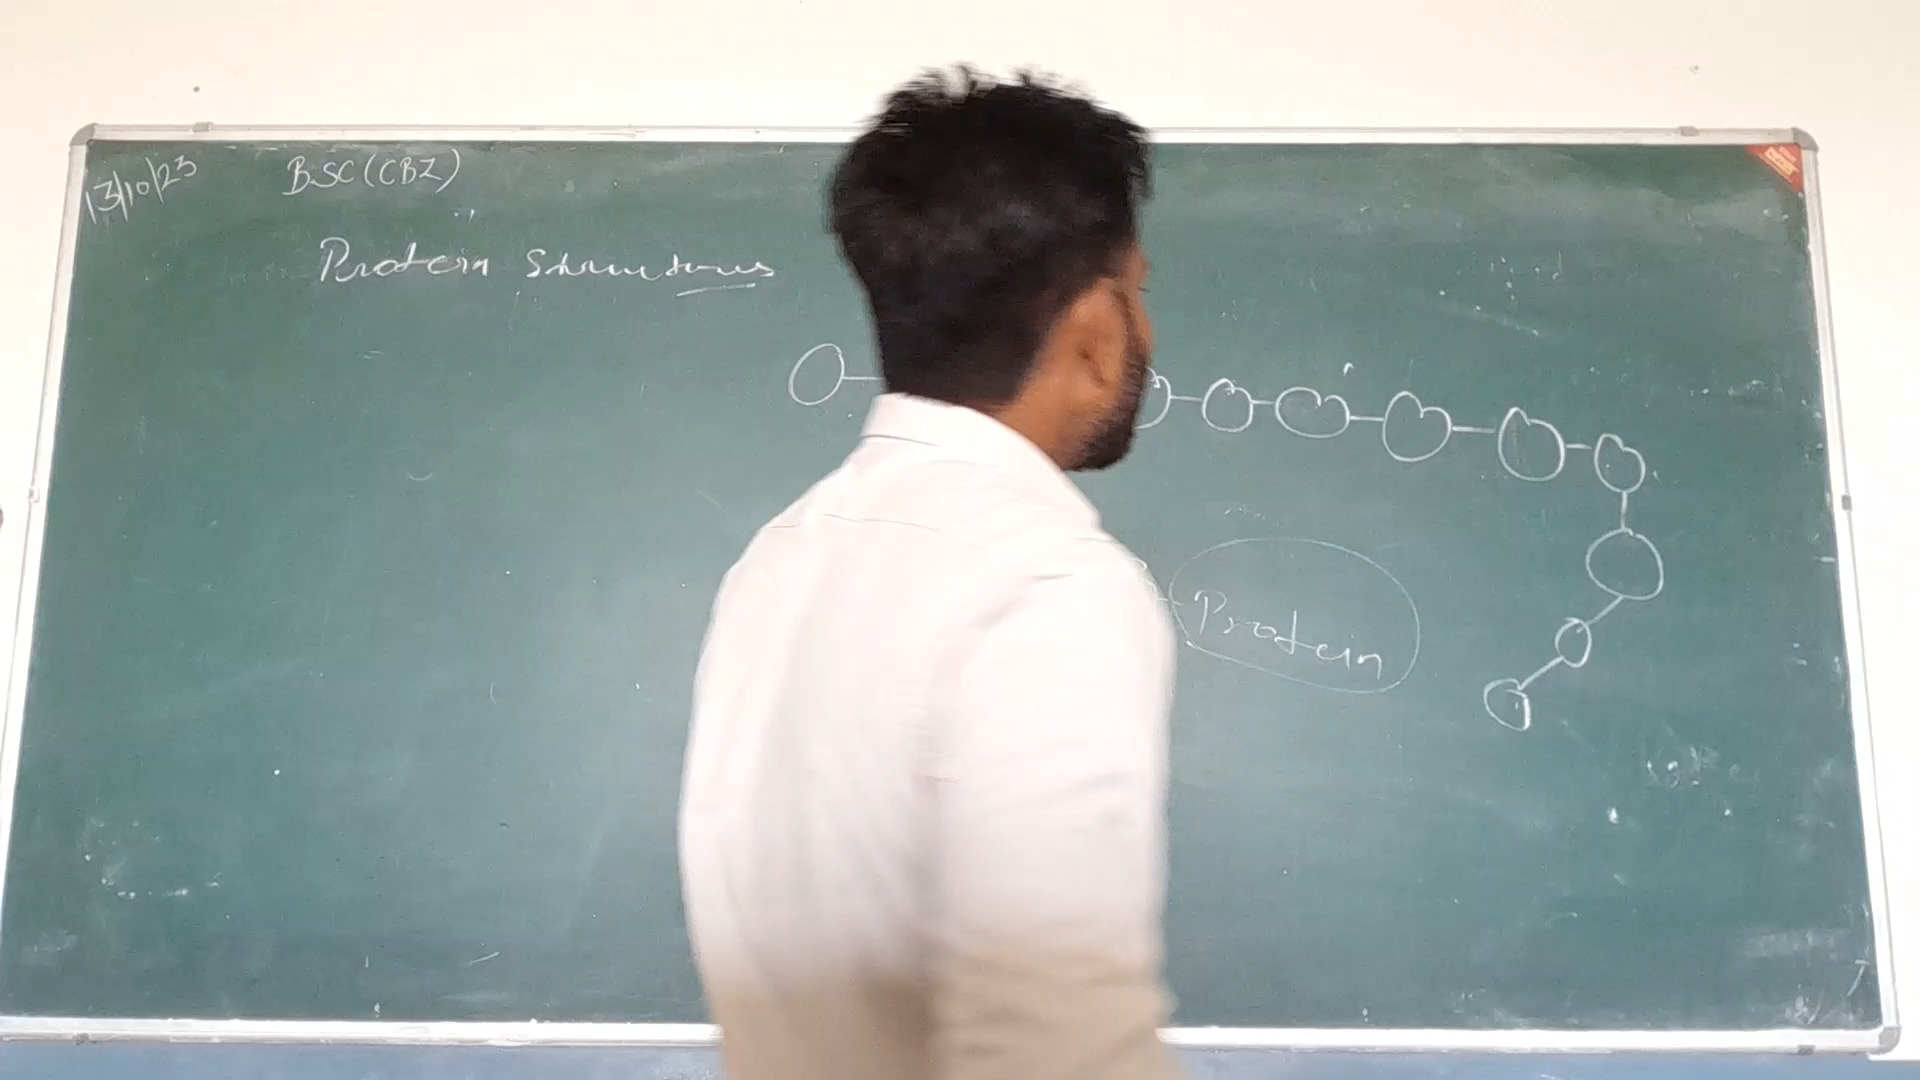 13/10/23
BSC (CBZ)
Protein Structures
Protein